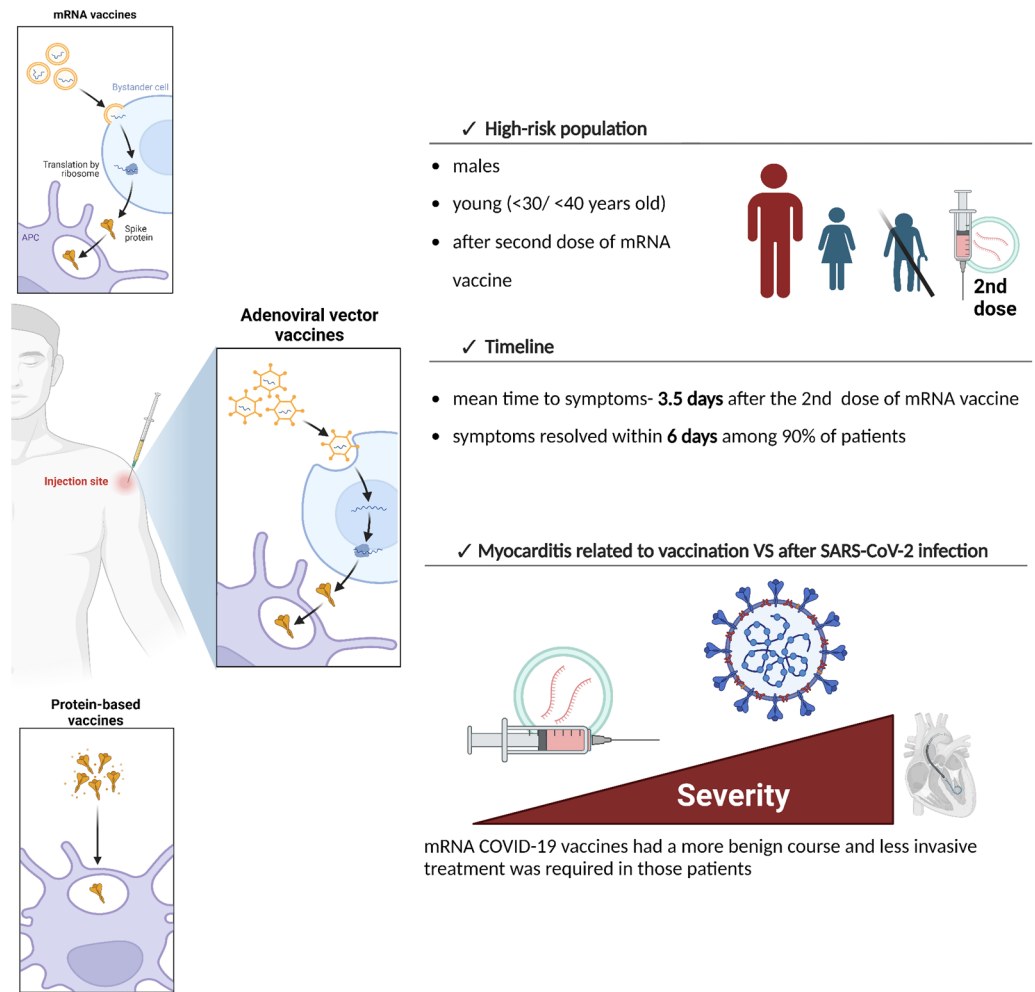 mRNA vaccines
Bystander cell
Translation by
ribosome
APC
Spike
protein
Injection site
Adenoviral vector
vaccines
Protein-based
vaccines
✓ High-risk population
• males
• young (<30/ <40 years old)
• after second dose of mRNA
vaccine
2nd
dose
✓ Timeline
• mean time to symptoms- 3.5 days after the 2nd dose of mRNA vaccine
• symptoms resolved within 6 days among 90% of patients
✓ Myocarditis related to vaccination VS after SARS-CoV-2 infection
Severity
mRNA COVID-19 vaccines had a more benign course and less invasive
treatment was required in those patients